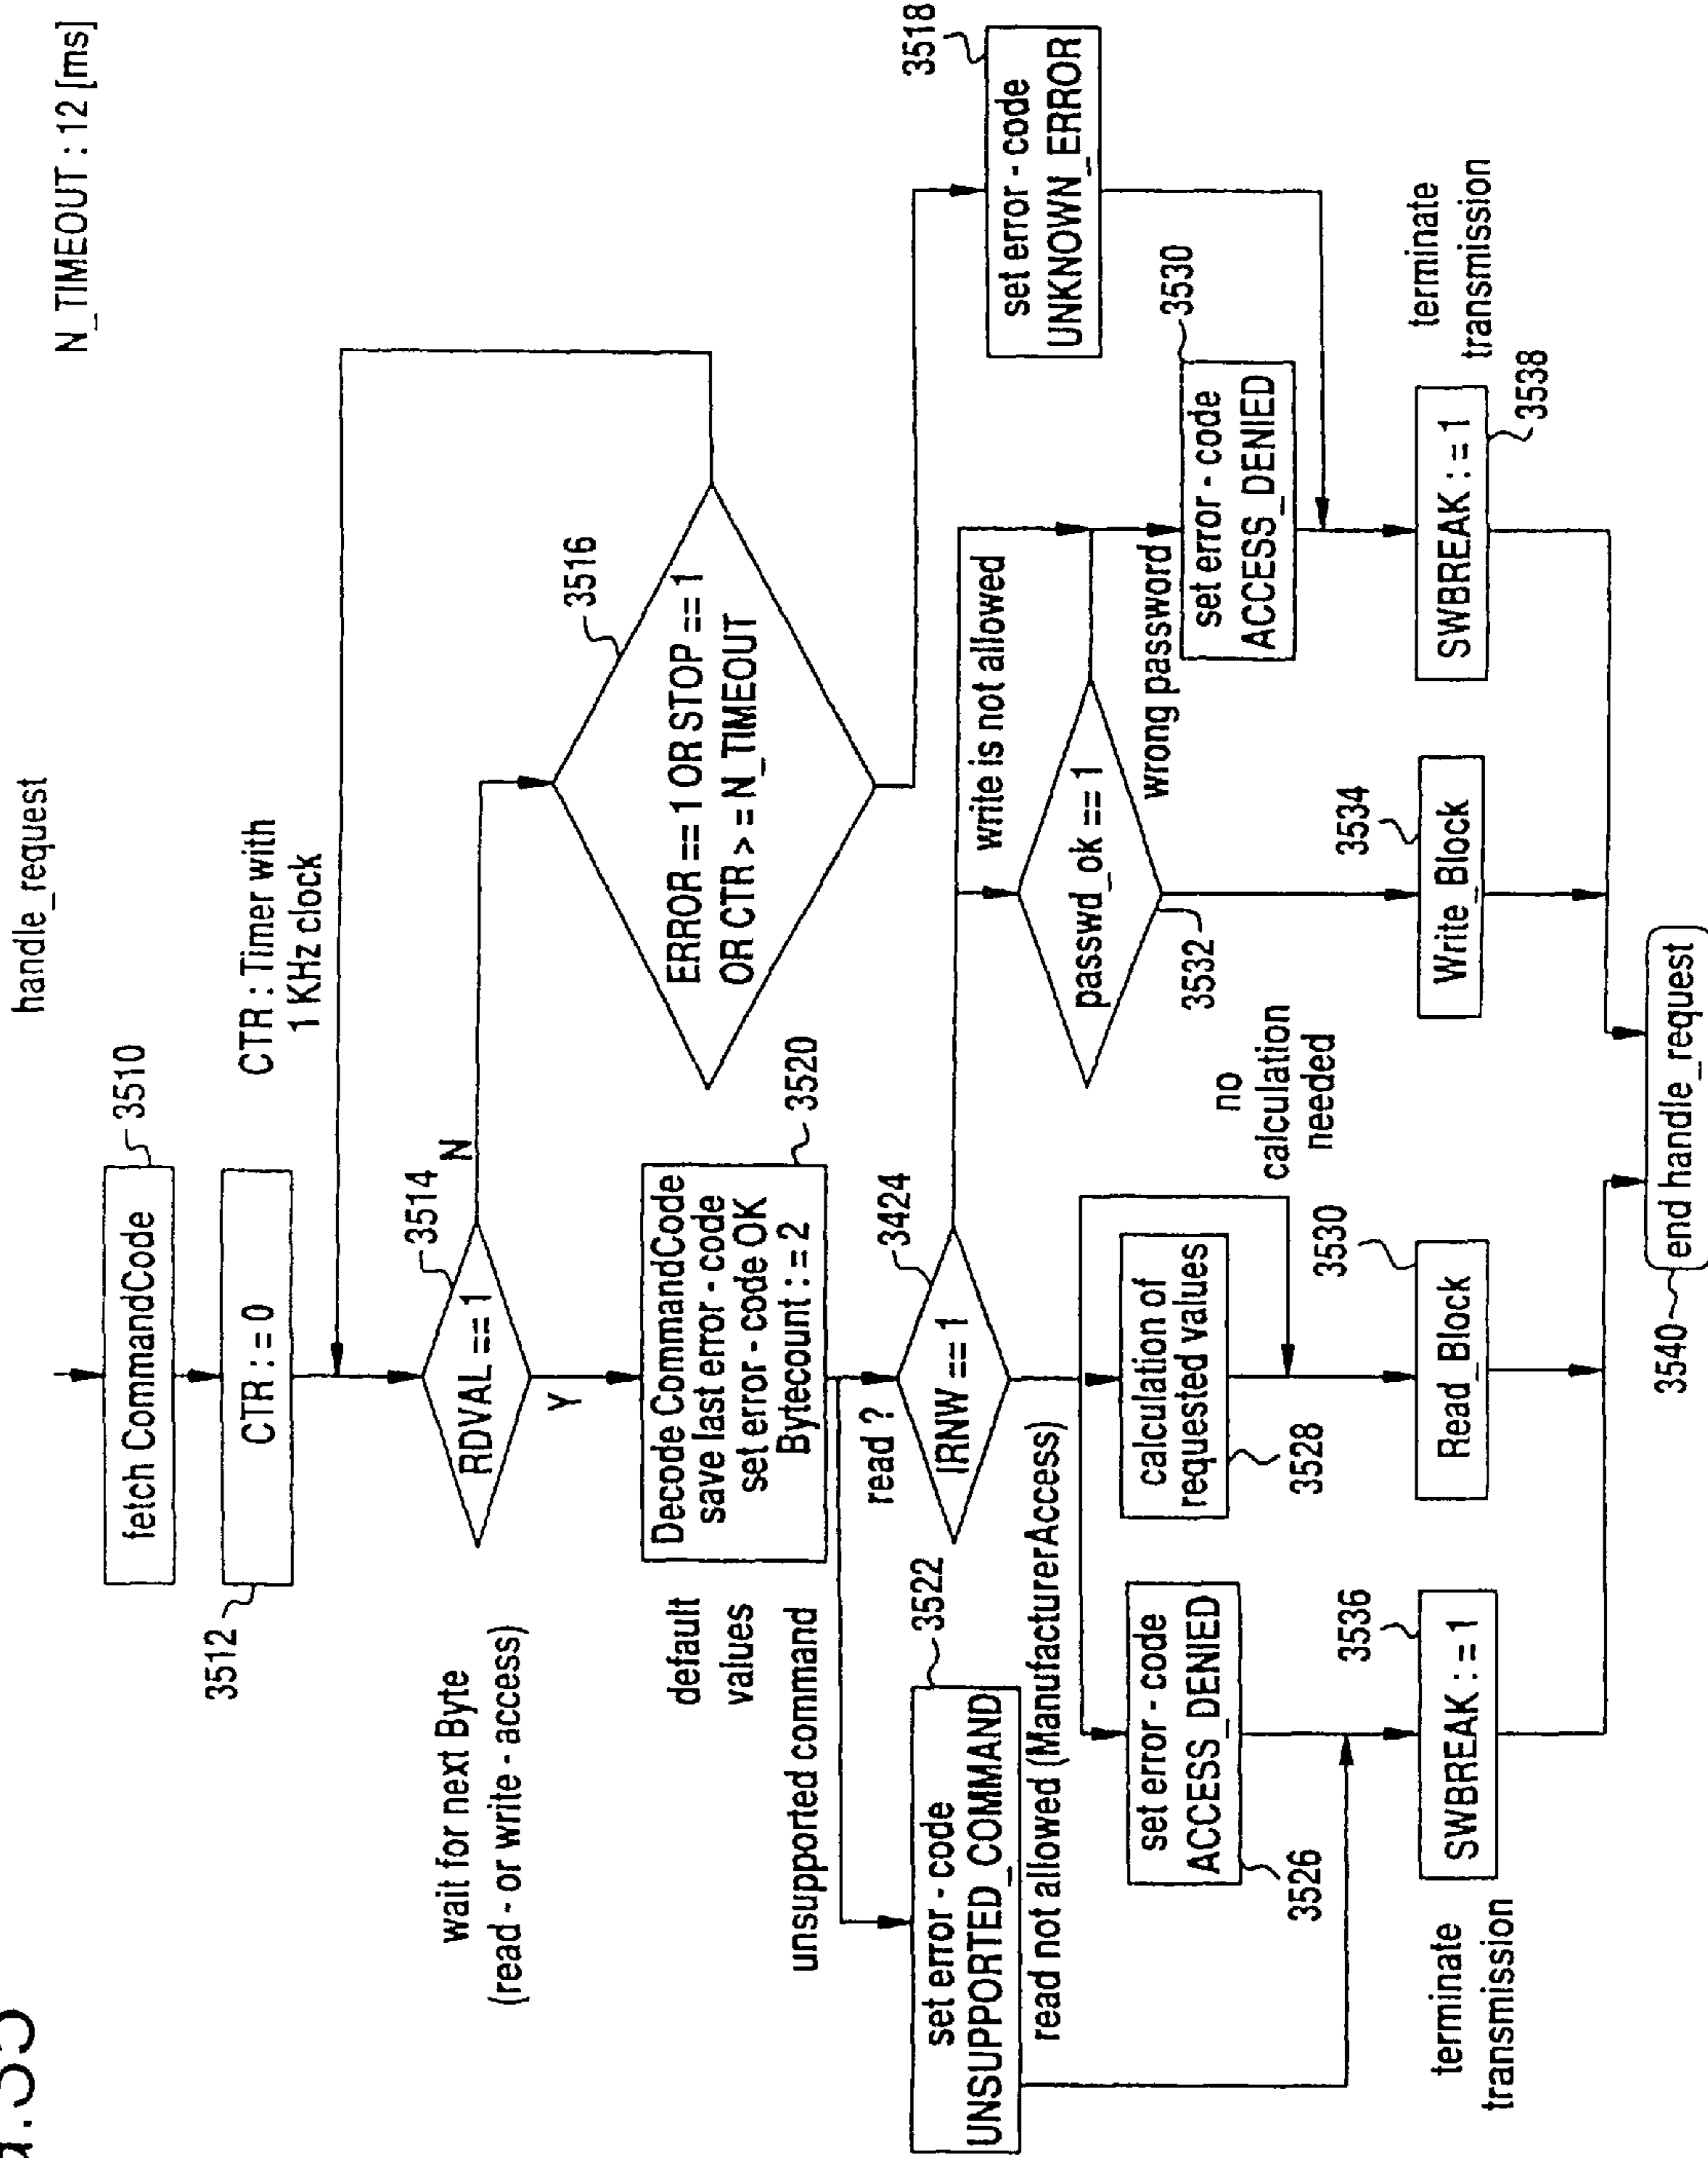 handle_request
N_TIMEOUT : 12 [ms]
fetch CommandCode
3510
CTR : = 0
3512
CTR : Timer with
1 KHz clock
wait for next Byte
(read - or write - access)
RDVAL == 1
3514
N
Y
ERROR == 1 OR STOP == 1
OR CTR > = N_TIMEOUT
3516
default
values
Decode CommandCode
save last error - code
set error - code OK
Bytecount : = 2
3520
unsupported command
read ?
set error - code
UNSUPPORTED_COMMAND
3522
IRNW == 1
3424
write is not allowed
set error - code
UNKNOWN_ERROR
3518
read not allowed (ManufacturerAccess)
passwd_ok == 1
3532
wrong password
set error - code
ACCESS_DENIED
3526
calculation of
requested values
3528
no
calculation
needed
set error - code
ACCESS_DENIED
3530
terminate
transmission
SWBREAK : = 1
3536
Read_Block
3530
Write_Block
3534
SWBREAK : = 1
3538
terminate
transmission
3540
end handle_request